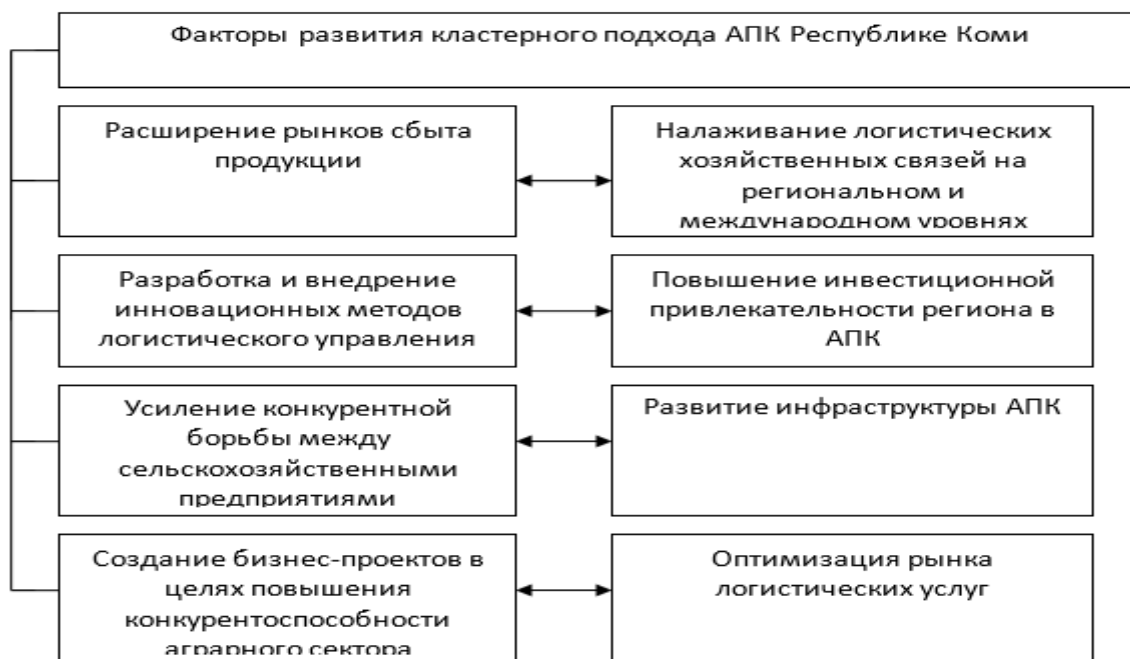 Факторы развития кластерного подхода АПК Республике Коми
Расширение рынков сбыта
продукции
Налаживание логистических
хозяйственных связей на
региональном и
международном уровнях
Разработка и внедрение
инновационных методов
логистического управления
Повышение инвестиционной
привлекательности региона в
АПК
Усиление конкурентной
борьбы между
сельскохозяйственными
предприятиями
Развитие инфраструктуры АПК
Создание бизнес-проектов в
целях повышения
конкурентоспособности
аграрного сектора
Оптимизация рынка
логистических услуг